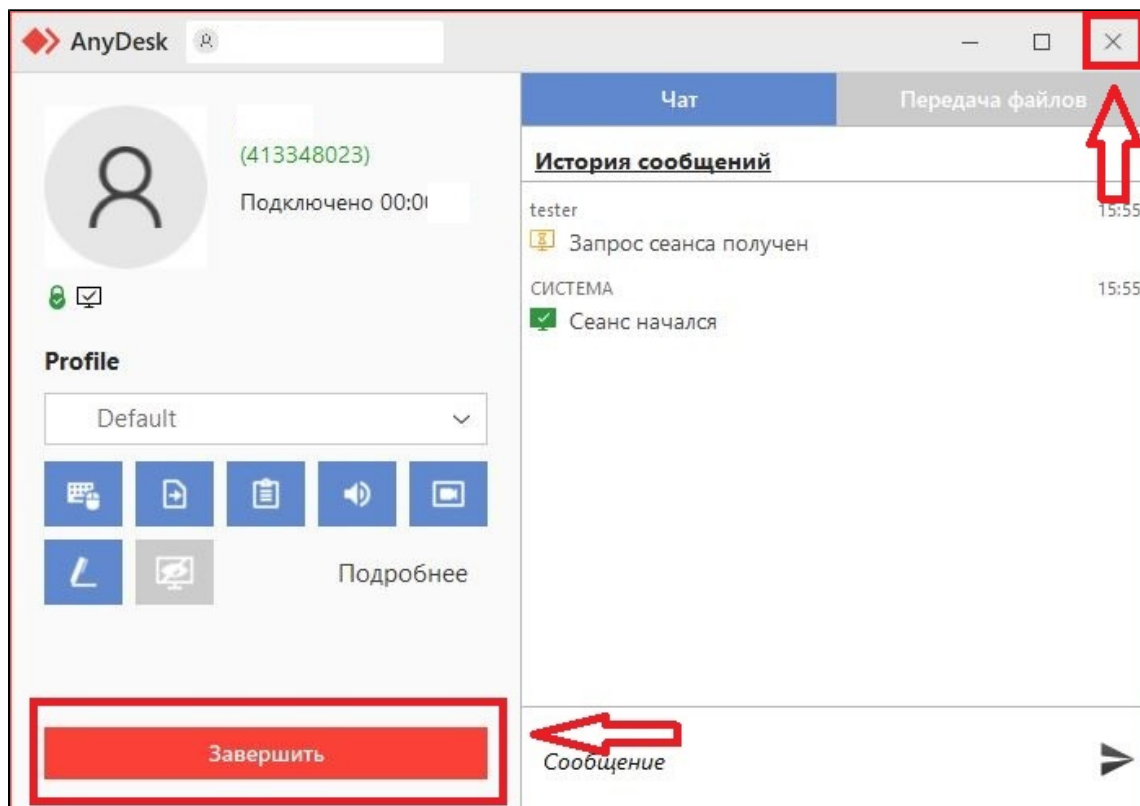 AnyDesk
Чат
Передача файлов
(413348023)
Подключено 00:0
История сообщений
tester
15:55
Запрос сеанса получен
СИСТЕМА
15:55
Сеанс начался
Profile
Default
Подробнее
Завершить
Сообщение